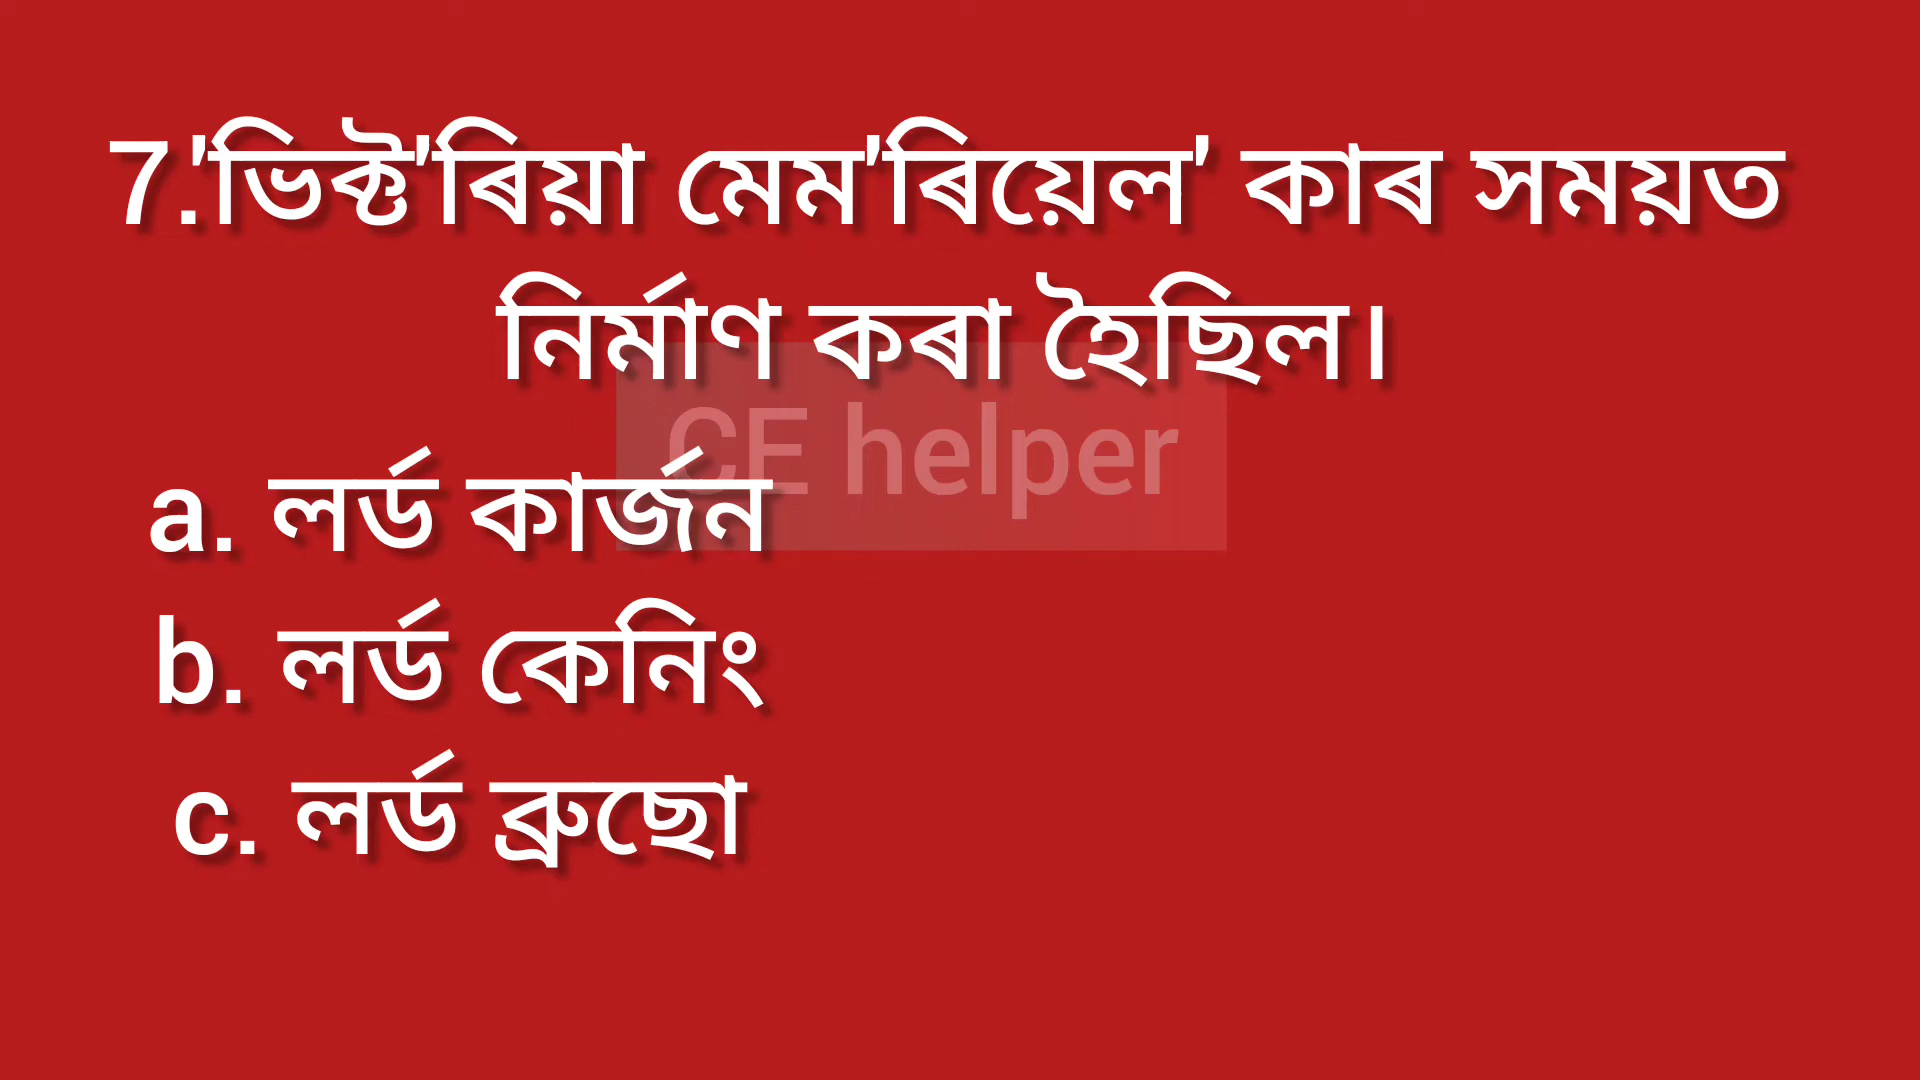 7.'ভিক্ট'ৰিয়া মেম'ৰিয়েল' কাৰ সময়ত
নিৰ্মাণ কৰা হৈছিল।
CE helper
a. লৰ্ড কাৰ্জন
b. লৰ্ড কেনিং
c. লৰ্ড ব্ৰুছো